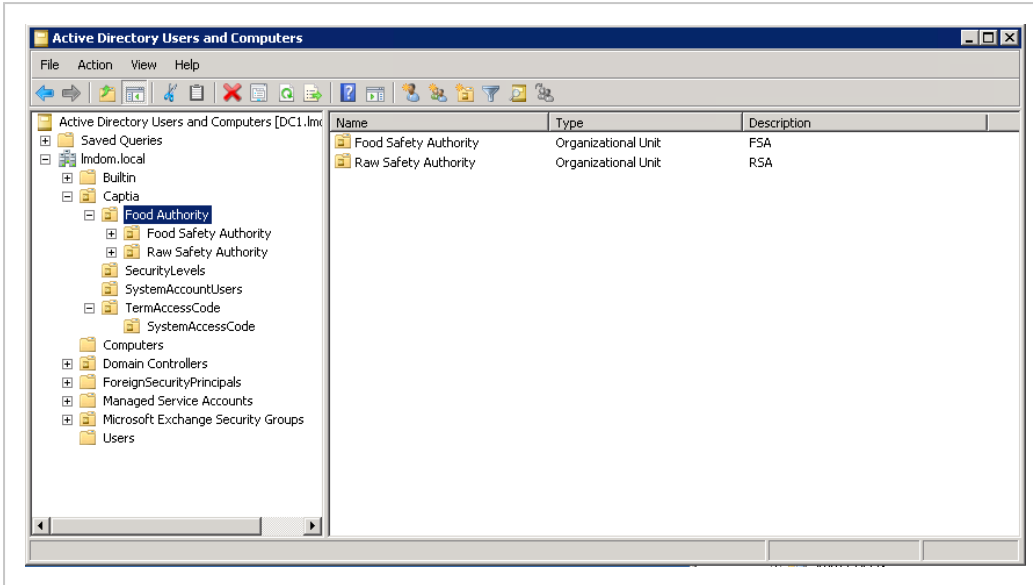 Active Directory Users and Computers
File Action View Help
Active Directory Users and Computers [DC1.lmd
Name Type Description
Saved Queries
Food Safety Authority Organizational Unit FSA
lmdom.local
Raw Safety Authority Organizational Unit RSA
Builtin
Captia
Food Authority
Food Safety Authority
Raw Safety Authority
SecurityLevels
SystemAccountUsers
TermAccessCode
SystemAccessCode
Computers
Domain Controllers
ForeignSecurityPrincipals
Managed Service Accounts
Microsoft Exchange Security Groups
Users